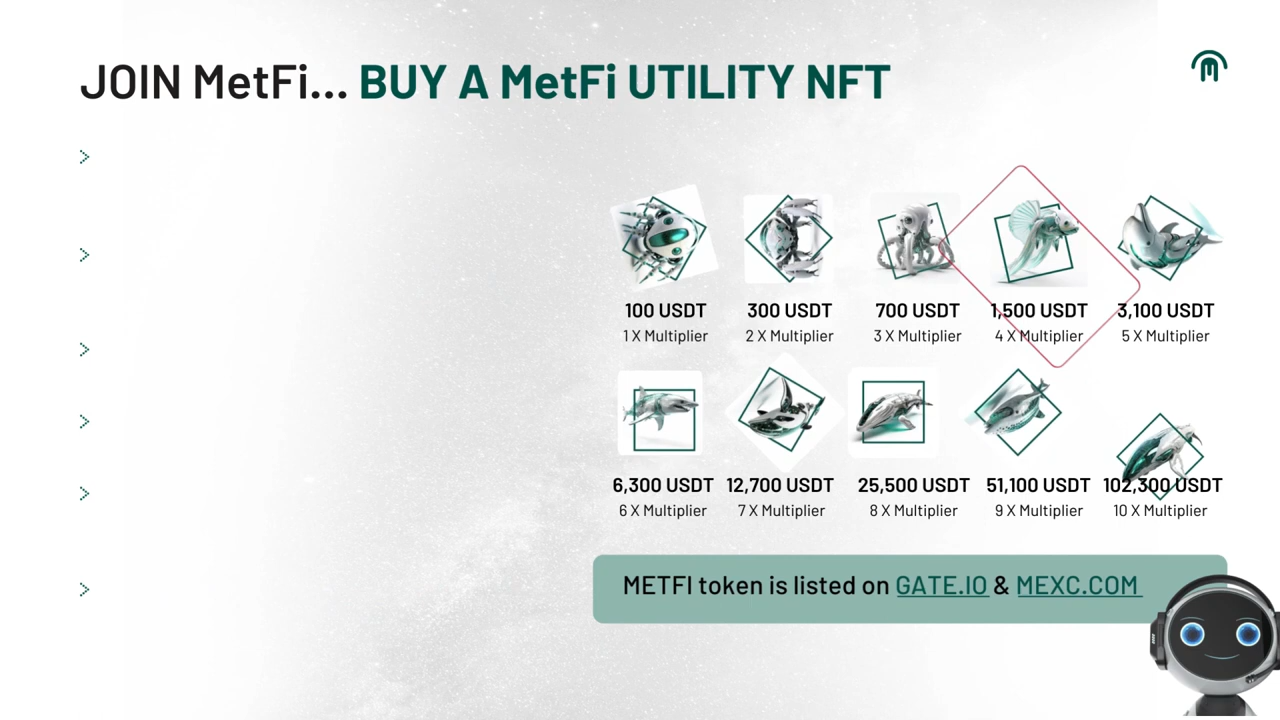 JOIN MetFi... BUY A MetFi UTILITY NFT
100 USDT 300 USDT 700 USDT 1,500 USDT 3,100 USDT
1 X Multiplier 2 X Multiplier 3 X Multiplier 4 X Multiplier 5 X Multiplier
6,300 USDT 12,700 USDT 25,500 USDT 51,100 USDT 102,300 USDT
6 X Multiplier 7 X Multiplier 8 X Multiplier 9 X Multiplier 10 X Multiplier
METFI token is listed on GATE.IO & MEXC.COM